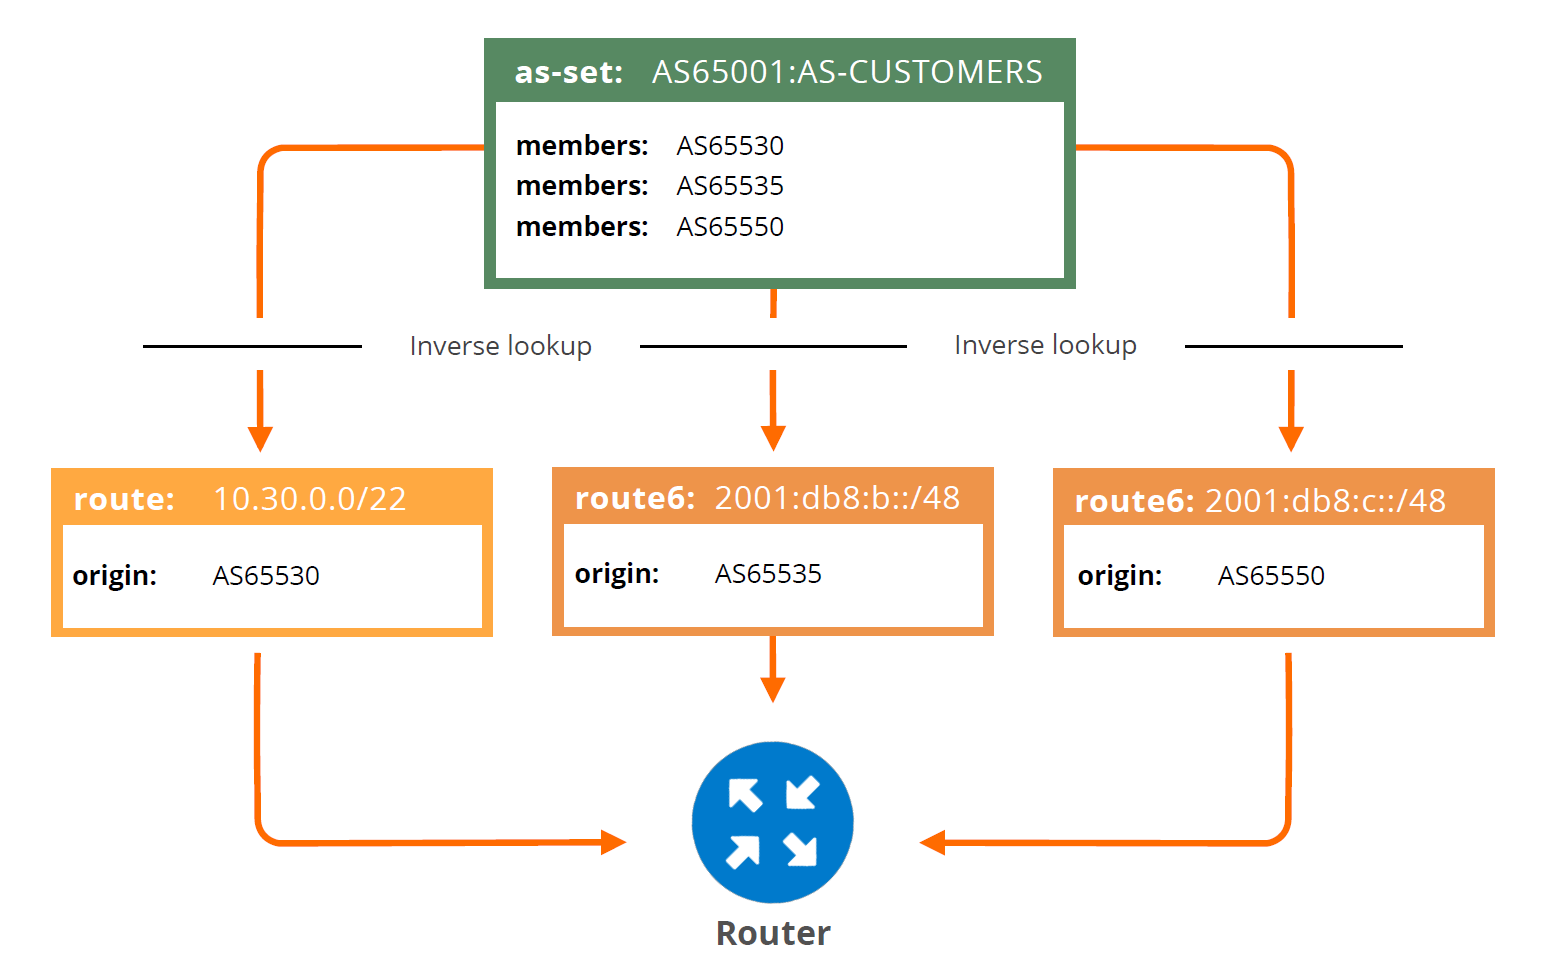 as-set: AS65001:AS-CUSTOMERS
members: AS65530
members: AS65535
members: AS65550
Inverse lookup
Inverse lookup
route: 10.30.0.0/22
origin: AS65530
route6: 2001:db8:b::/48
origin: AS65535
route6: 2001:db8:c::/48
origin: AS65550
Router